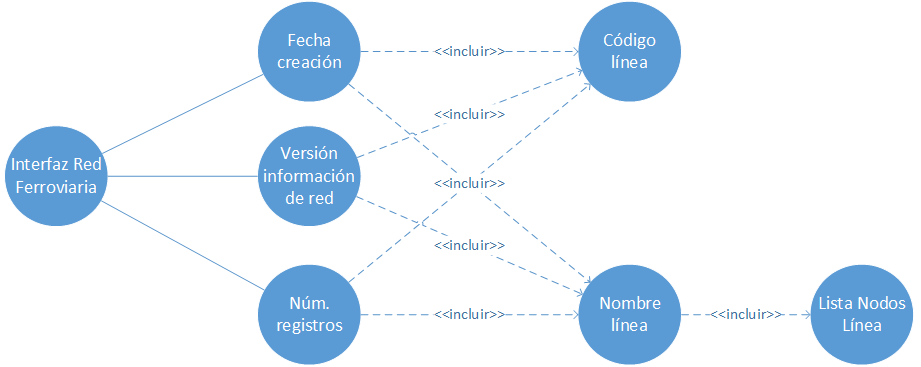 Fecha
creación
<<incluir>>
Código
línea
<<incluir>>
Interfaz Red
Ferroviaria
Versión
información
de red
<<incluir>>
<<incluir>>
Núm.
registros
<<incluir>>
Nombre
línea
<<incluir>>
Lista Nodos
Línea